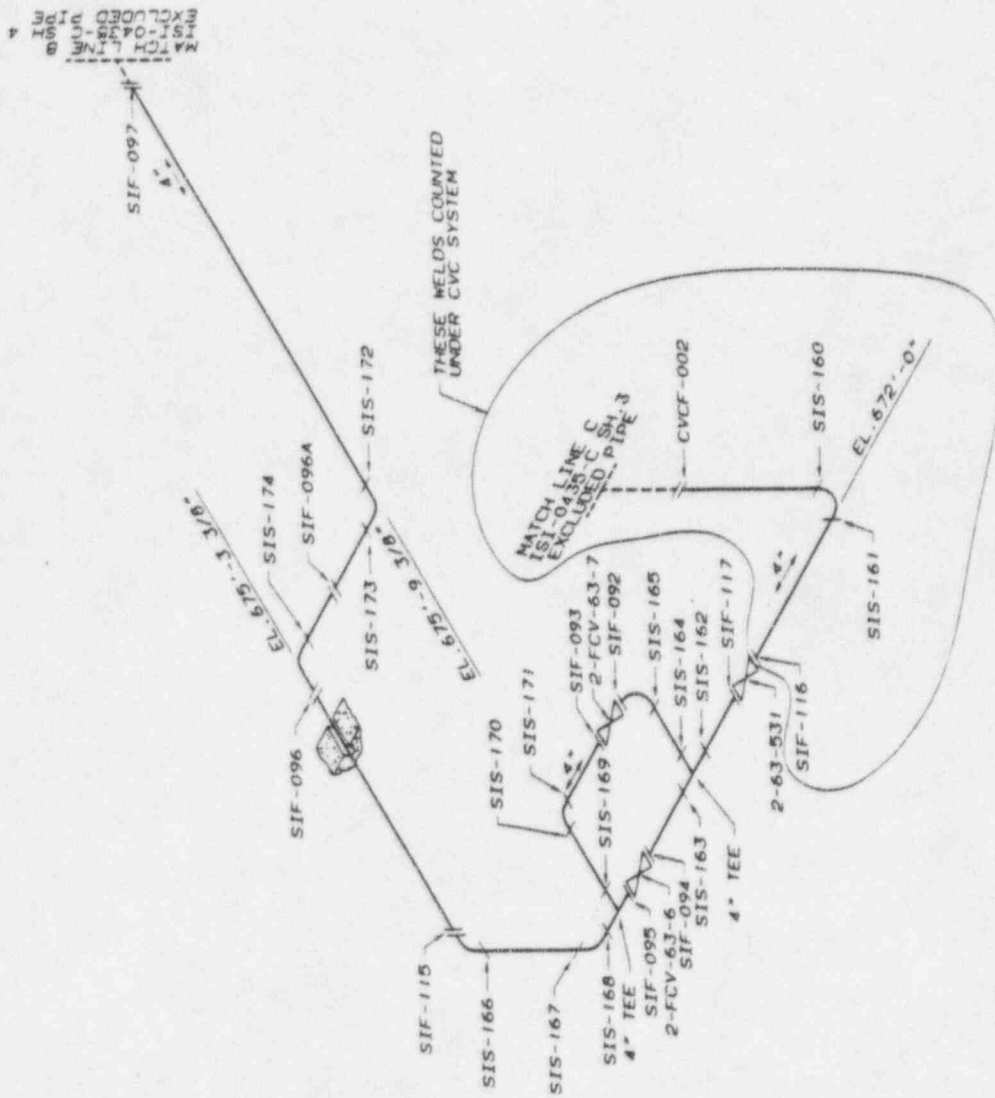 MATCH LINE B
ISI-0438-C SH 4
EXCLUDED PIPE
SIF-097
4"
THESE WELDS COUNTED
UNDER CVC SYSTEM
SIS-172
SIF-096A
SIS-174
EL. 675'-3 3/8"
SIS-173
EL. 675'-9 3/8"
SIF-096
MATCH LINE C
ISI-0435-C SH 3
EXCLUDED PIPE
CVCF-002
SIS-160
EL. 672'-0"
SIS-161
4"
SIF-093
2-FCV-63-7
SIF-092
SIS-165
SIS-164
SIS-162
SIF-117
SIF-116
2-63-531
SIS-171
SIS-170
4"
SIS-169
4" TEE
SIS-163
SIF-094
2-FCV-63-6
SIF-095
4" TEE
SIS-168
SIS-167
SIS-166
SIF-115